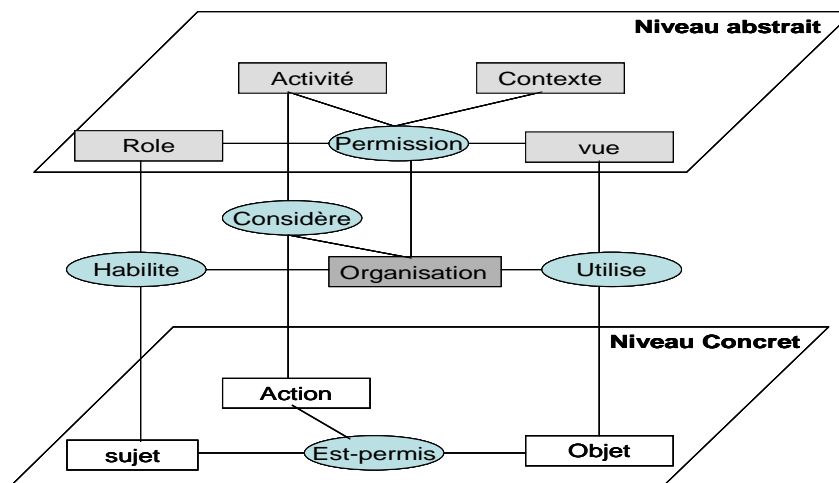 Niveau abstrait
Activité
Contexte
Role
Permission
vue
Considère
Habilite
Organisation
Utilise
Niveau Concret
Action
sujet
Est-permis
Objet